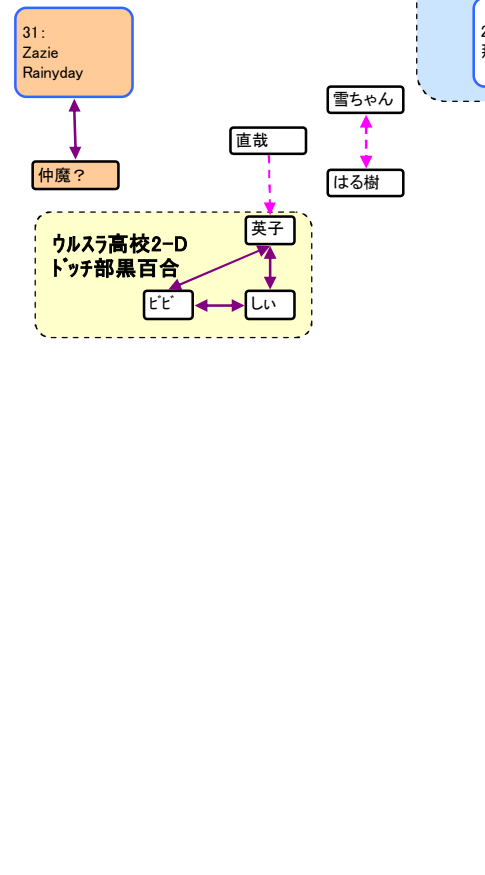 31:
Zazie
Rainyday
雪ちゃん
直哉
仲魔？
はる樹
英子
ウルスラ高校2-D
ドッチ部黒百合
ビビ
しい